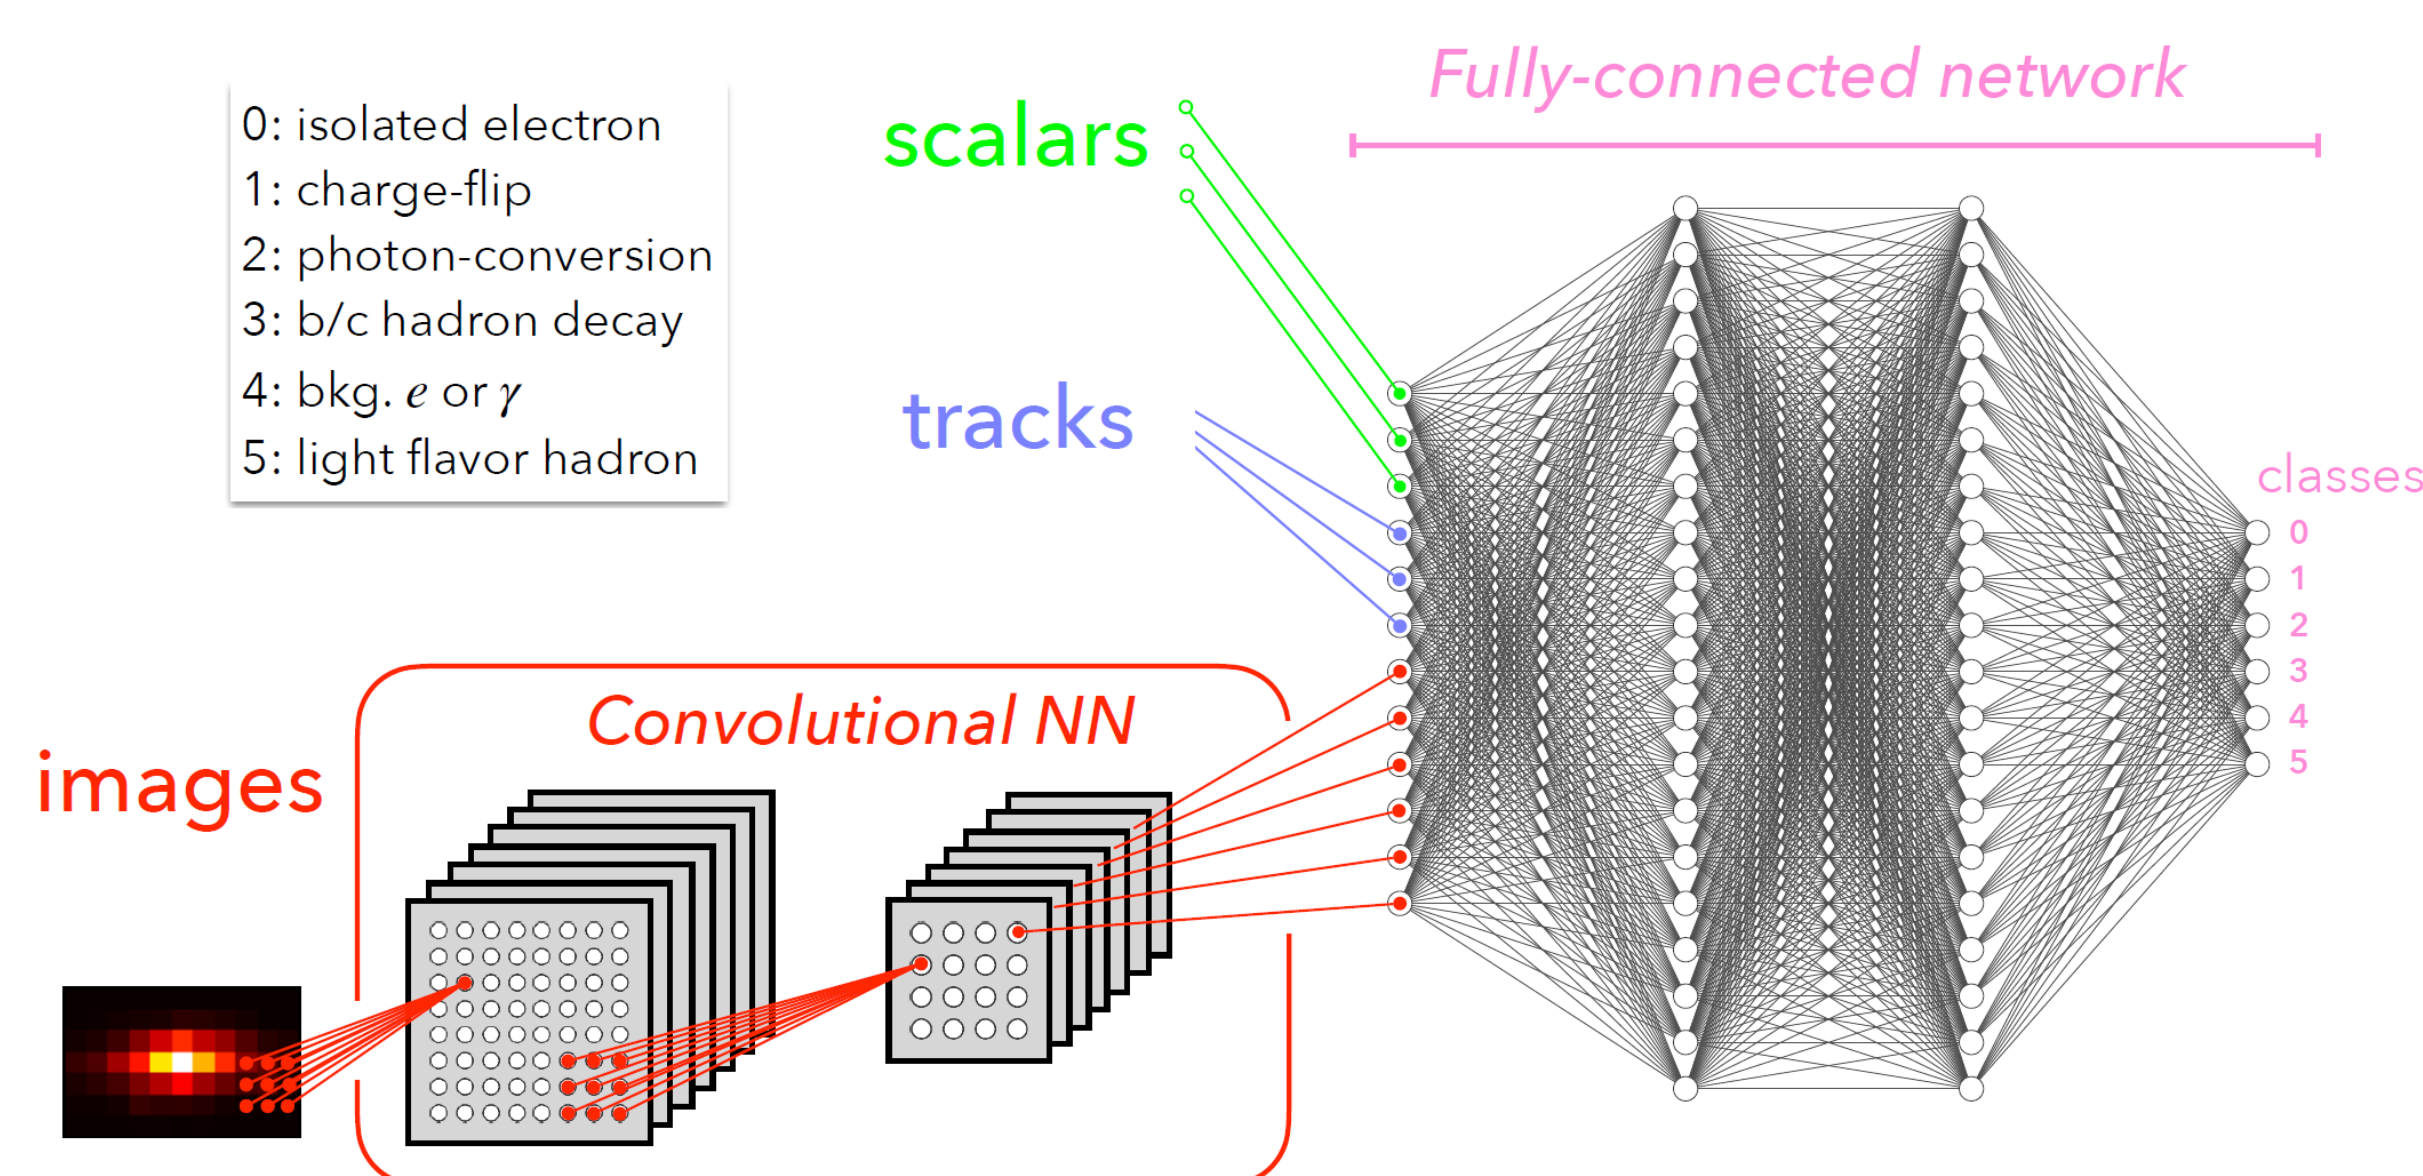 0: isolated electron
1: charge-flip
2: photon-conversion
3: b/c hadron decay
4: bkg. e or γ
5: light flavor hadron
scalars
tracks
images
Convolutional NN
Fully-connected network
classes
0
1
2
3
4
5